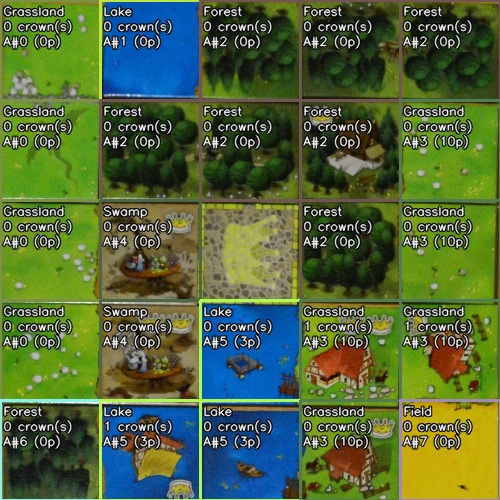 Grassland
0 crown(s)
A#0 (0p)
Lake
0 crown(s)
A#1 (0p)
Forest
0 crown(s)
A#2 (0p)
Forest
0 crown(s)
A#2 (0p)
Forest
0 crown(s)
A#2 (0p)
Grassland
0 crown(s)
A#0 (0p)
Forest
0 crown(s)
A#2 (0p)
Forest
0 crown(s)
A#2 (0p)
Forest
0 crown(s)
A#2 (0p)
Grassland
0 crown(s)
A#3 (10p)
Grassland
0 crown(s)
A#0 (0p)
Swamp
0 crown(s)
A#4 (0p)
Forest
0 crown(s)
A#2 (0p)
Grassland
0 crown(s)
A#3 (10p)
Grassland
0 crown(s)
A#0 (0p)
Swamp
0 crown(s)
A#4 (0p)
Lake
0 crown(s)
A#5 (3p)
Grassland
1 crown(s)
A#3 (10p)
Grassland
1 crown(s)
A#3 (10p)
Forest
0 crown(s)
A#6 (0p)
Lake
1 crown(s)
A#5 (3p)
Lake
0 crown(s)
A#5 (3p)
Grassland
0 crown(s)
A#3 (10p)
Field
0 crown(s)
A#7 (0p)